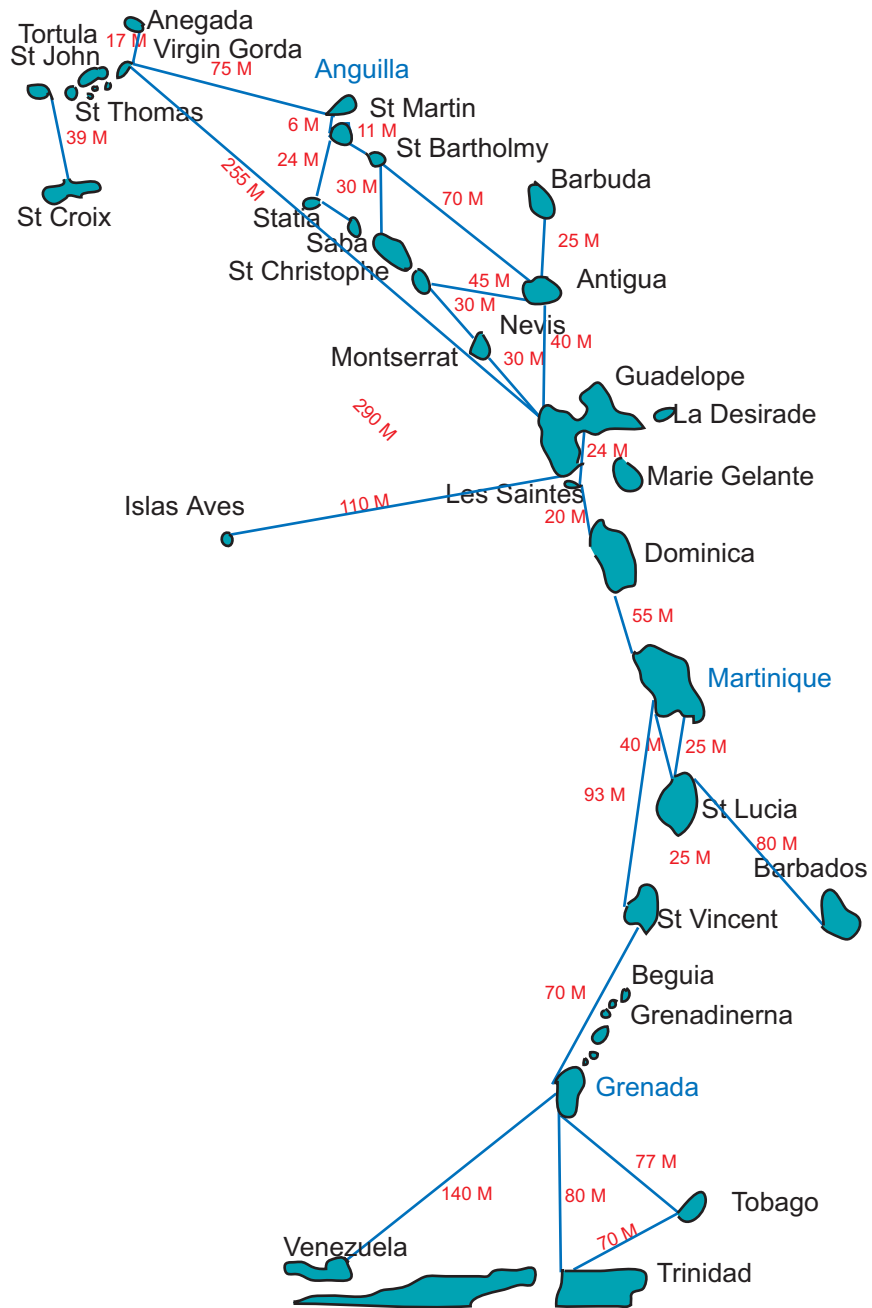 Anegada
Tortula
17 M
Virgin Gorda
St John
75 M
Anguilla
St Thomas
St Martin
6 M
11 M
39 M
St Bartholmy
24 M
255 M
30 M
70 M
Barbuda
St Croix
Statia
Saba
25 M
St Christophe
45 M
Antigua
30 M
Nevis
40 M
Montserrat
30 M
Guadelope
290 M
La Desirade
24 M
Marie Gelante
Les Saintes
Islas Aves
110 M
20 M
Dominica
55 M
Martinique
40 M
25 M
93 M
St Lucia
80 M
25 M
Barbados
St Vincent
Beguia
70 M
Grenadinerna
Grenada
77 M
140 M
80 M
Tobago
70 M
Venezuela
Trinidad